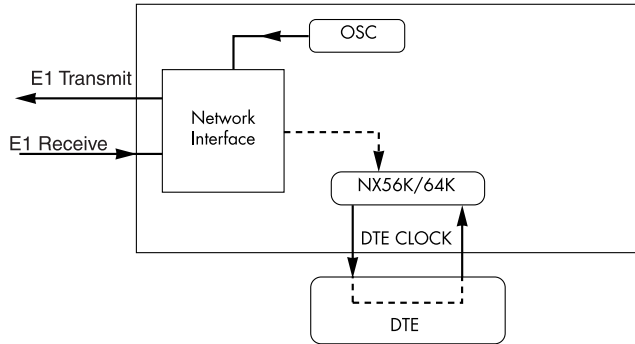 OSC
E1 Transmit
Network
Interface
E1 Receive
NX56K/64K
DTE CLOCK
DTE